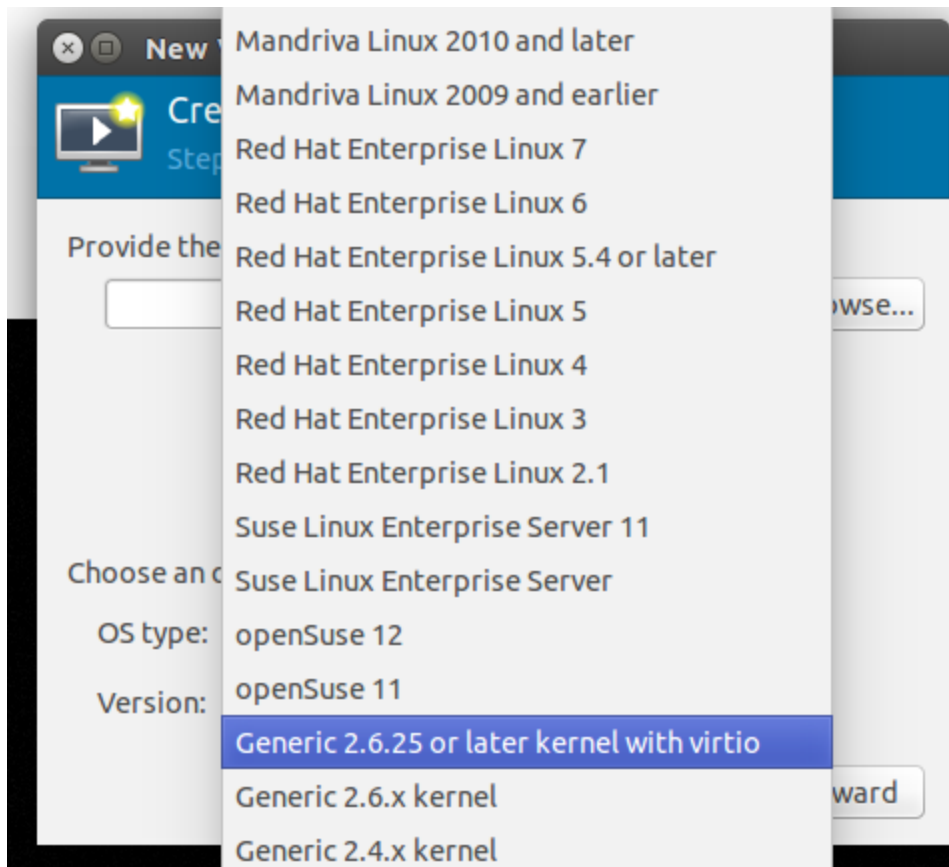 New
Cre
Step
Provide the
owse...
Choose an o
OS type:
Version:
ward
Mandriva Linux 2010 and later
Mandriva Linux 2009 and earlier
Red Hat Enterprise Linux 7
Red Hat Enterprise Linux 6
Red Hat Enterprise Linux 5.4 or later
Red Hat Enterprise Linux 5
Red Hat Enterprise Linux 4
Red Hat Enterprise Linux 3
Red Hat Enterprise Linux 2.1
Suse Linux Enterprise Server 11
Suse Linux Enterprise Server
openSuse 12
openSuse 11
Generic 2.6.25 or later kernel with virtio
Generic 2.6.x kernel
Generic 2.4.x kernel